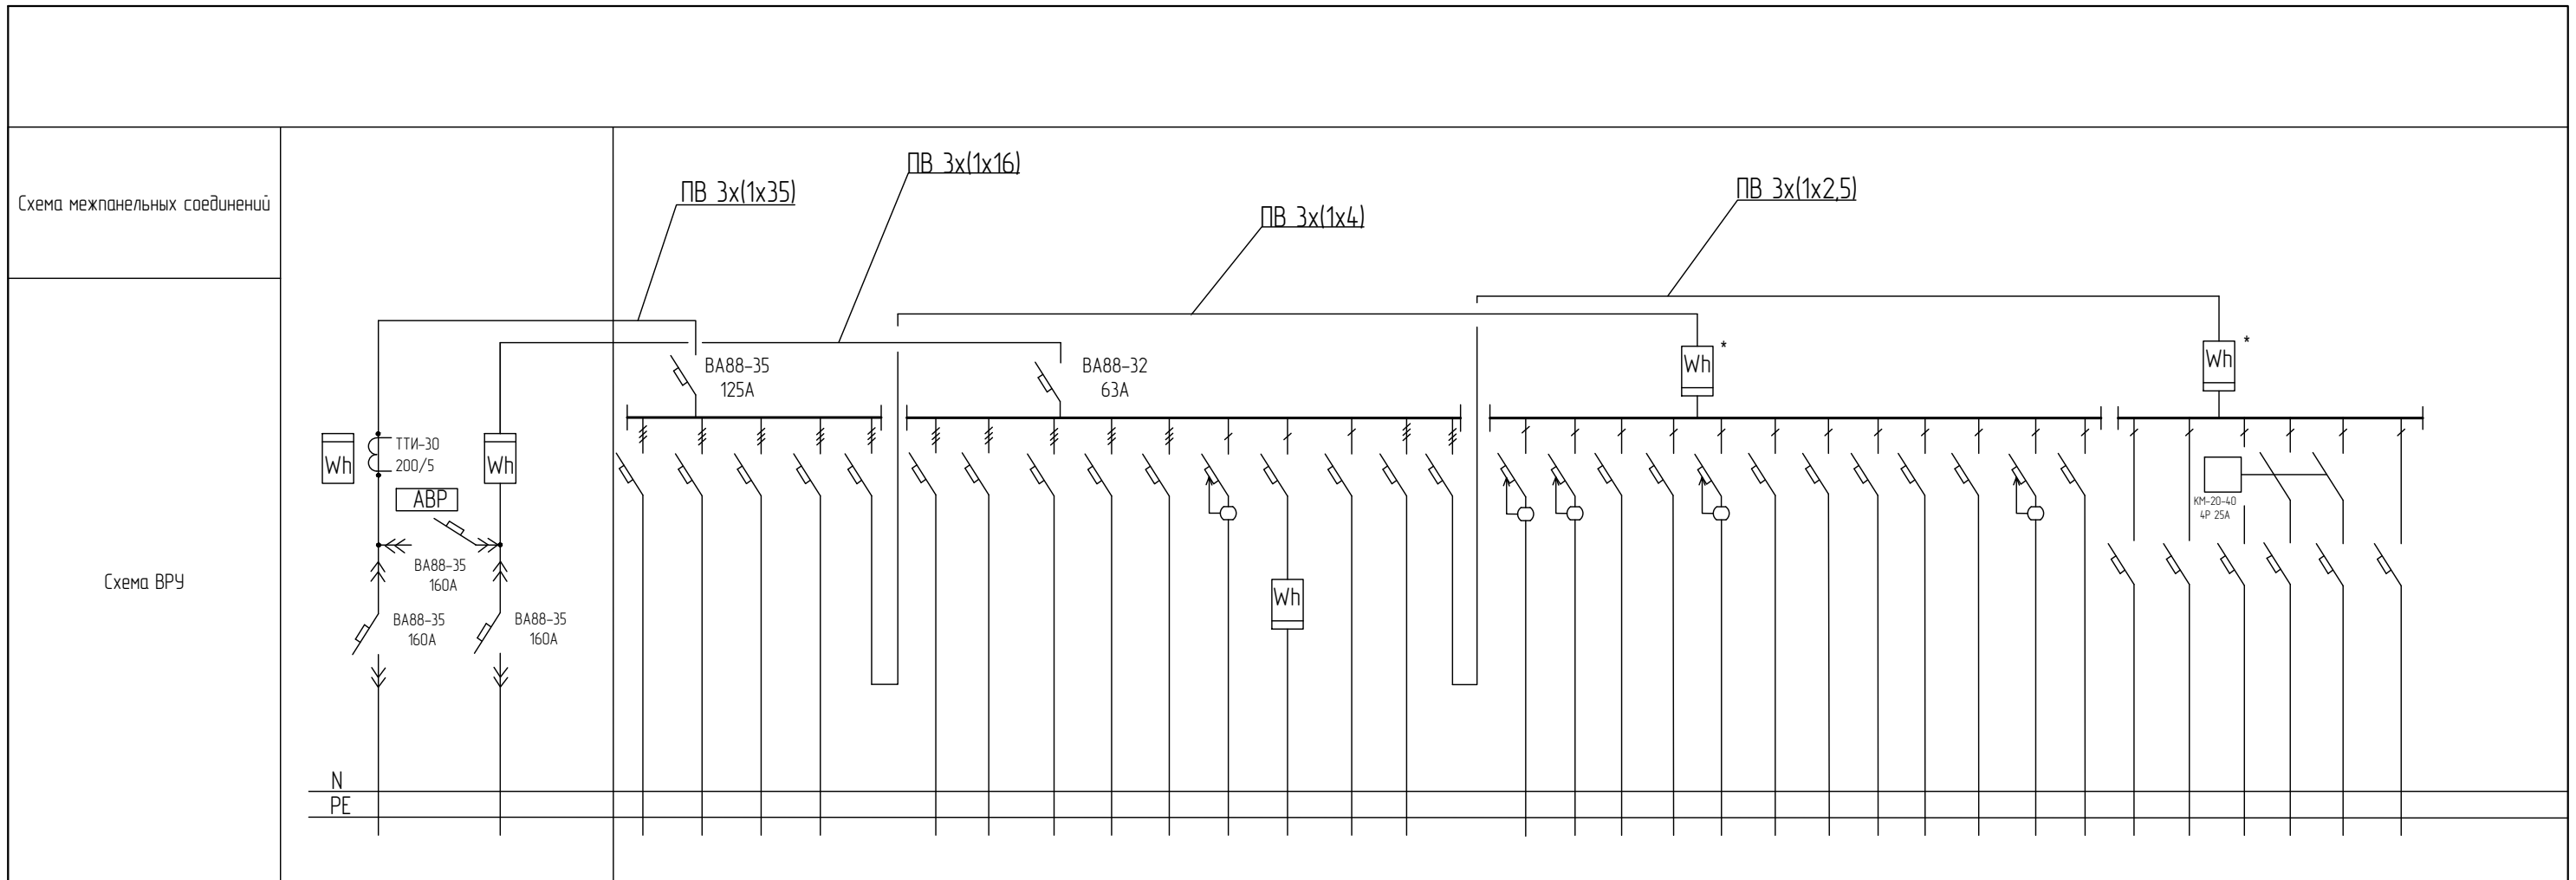 Схема межпанельных соединений
ПВ 3х(1х35)
ПВ 3х(1х16)
ПВ 3х(1х4)
ПВ 3х(1х2,5)
ВА88-35
125А
ВА88-32
63А
Wh
*
Wh
*
Wh
ТТИ-30
200/5
Wh
АВР
КМ-20-40
4Р 25А
ВА88-35
160А
Схема ВРУ
Wh
ВА88-35
160А
ВА88-35
160А
N
PE